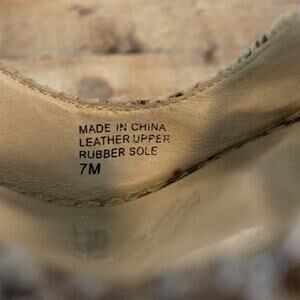 MADE IN CHINA
LEATHER UPPER
RUBBER SOLE
7M